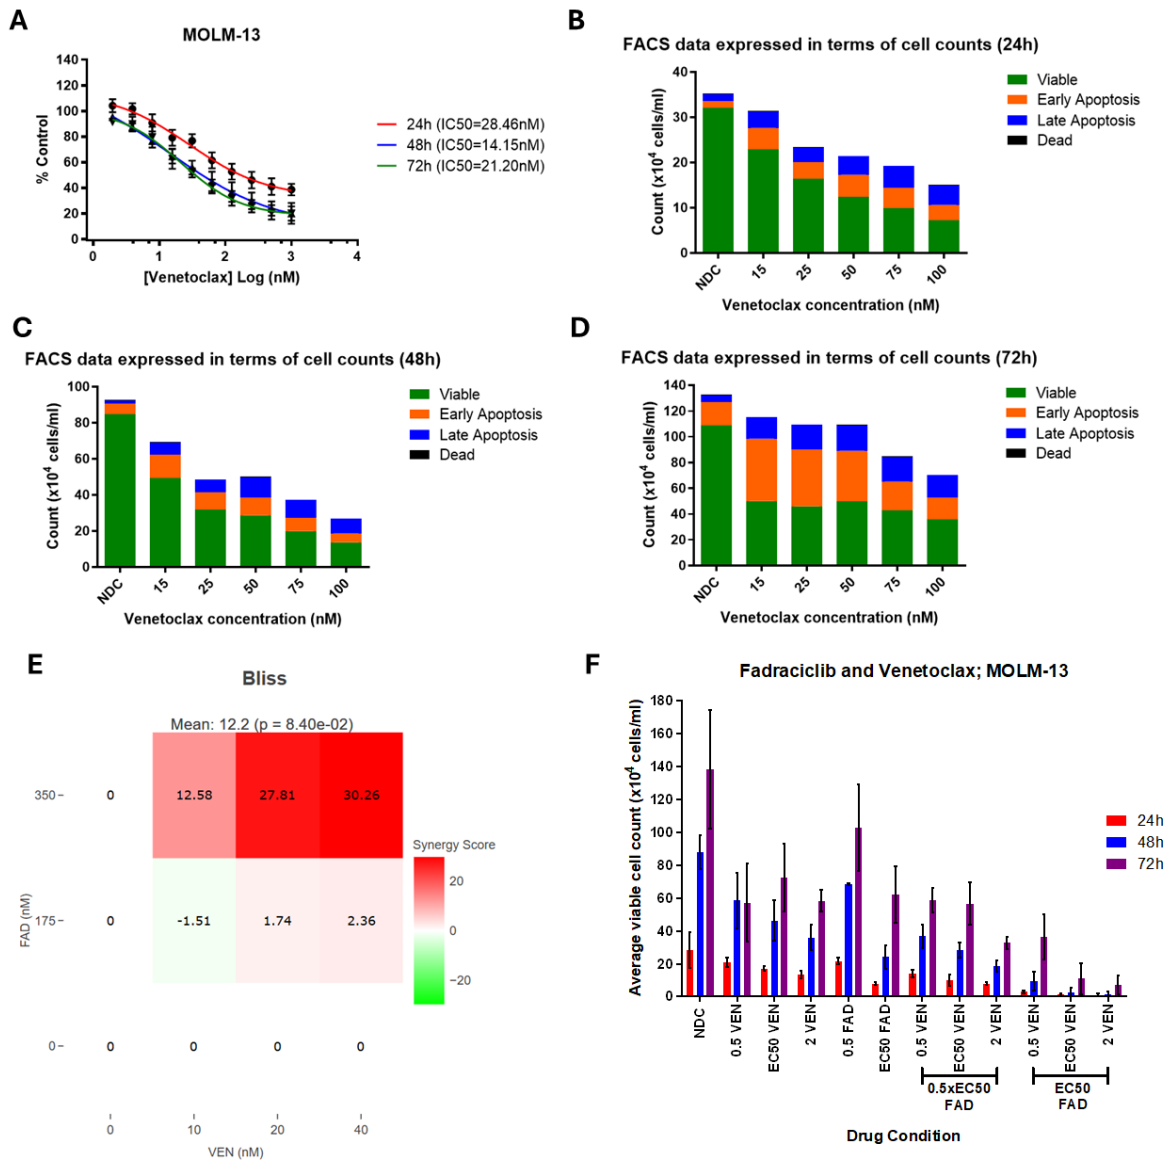 A
MOLM-13
% Control
140
120
100
80
60
40
20
0
0
1
2
3
4
[Venetoclax] Log (nM)
24h (IC50=28.46nM)
48h (IC50=14.15nM)
72h (IC50=21.20nM)
B
FACS data expressed in terms of cell counts (24h)
Count (x10⁴ cells/ml)
40
30
20
10
0
NDC
15
25
50
75
100
Venetoclax concentration (nM)
Viable
Early Apoptosis
Late Apoptosis
Dead
C
FACS data expressed in terms of cell counts (48h)
Count (x10⁴ cells/ml)
100
80
60
40
20
0
NDC
15
25
50
75
100
Venetoclax concentration (nM)
Viable
Early Apoptosis
Late Apoptosis
Dead
D
FACS data expressed in terms of cell counts (72h)
Count (x10⁴ cells/ml)
140
120
100
80
60
40
20
0
NDC
15
25
50
75
100
Venetoclax concentration (nM)
Viable
Early Apoptosis
Late Apoptosis
Dead
E
Bliss
Mean: 12.2 (p = 8.40e-02)
FAD (nM)
350
0
12.58
27.81
30.26
175
0
-1.51
1.74
2.36
0
0
0
0
0
0
10
20
40
VEN (nM)
Synergy Score
20
0
−20
F
Fadraciclib and Venetoclax; MOLM-13
Average viable cell count (x10⁴ cells/ml)
180
160
140
120
100
80
60
40
20
0
NDC
0.5 VEN
EC50 VEN
2 VEN
0.5 FAD
EC50 FAD
0.5 VEN
EC50 VEN
2 VEN
0.5 VEN
EC50 VEN
2 VEN
0.5xEC50
FAD
EC50
FAD
Drug Condition
24h
48h
72h